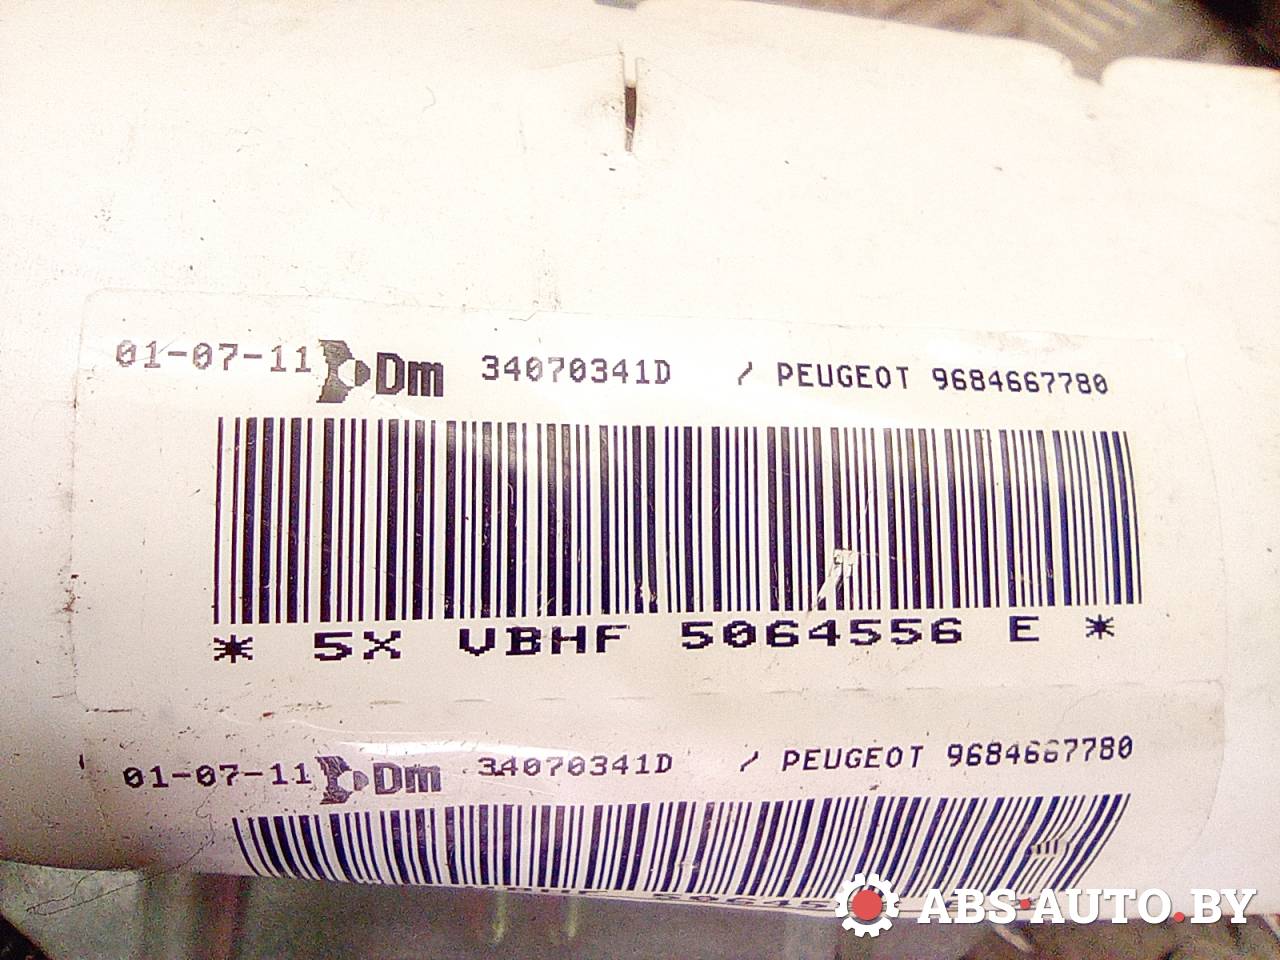 01-07-11 Dm 34070341D / PEUGEOT 9684667780
* 5X VBHF 5064556 E *
01-07-11 Dm 34070341D / PEUGEOT 9684667780
ABS-AUTO.BY